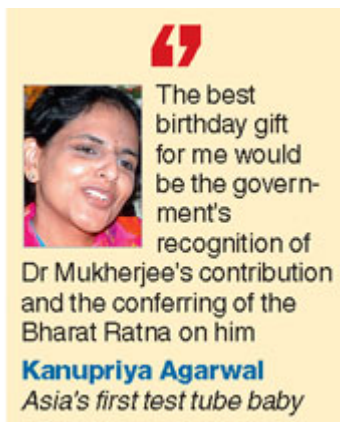 The best
birthday gift
for me would
be the govern-
ment's
recognition of
Dr Mukherjee's contribution
and the conferring of the
Bharat Ratna on him
Kanupriya Agarwal
Asia's first test tube baby